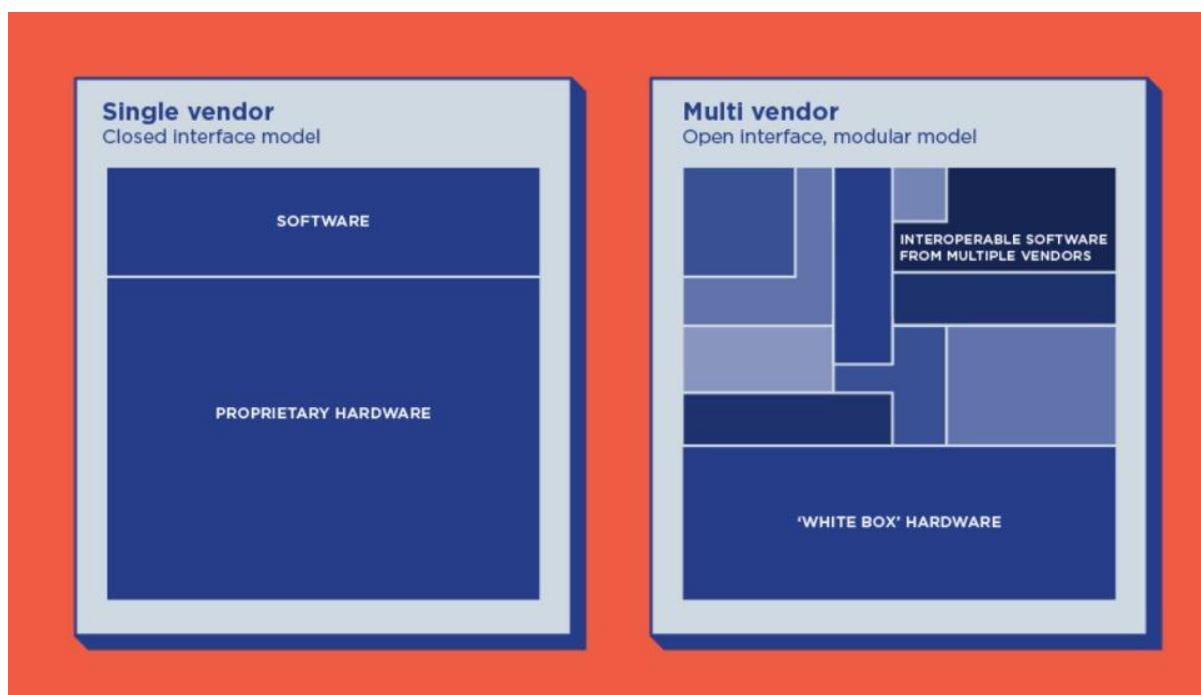 Single vendor
Closed interface model
SOFTWARE
PROPRIETARY HARDWARE
Multi vendor
Open interface, modular model
INTEROPERABLE SOFTWARE
FROM MULTIPLE VENDORS
‘WHITE BOX’ HARDWARE